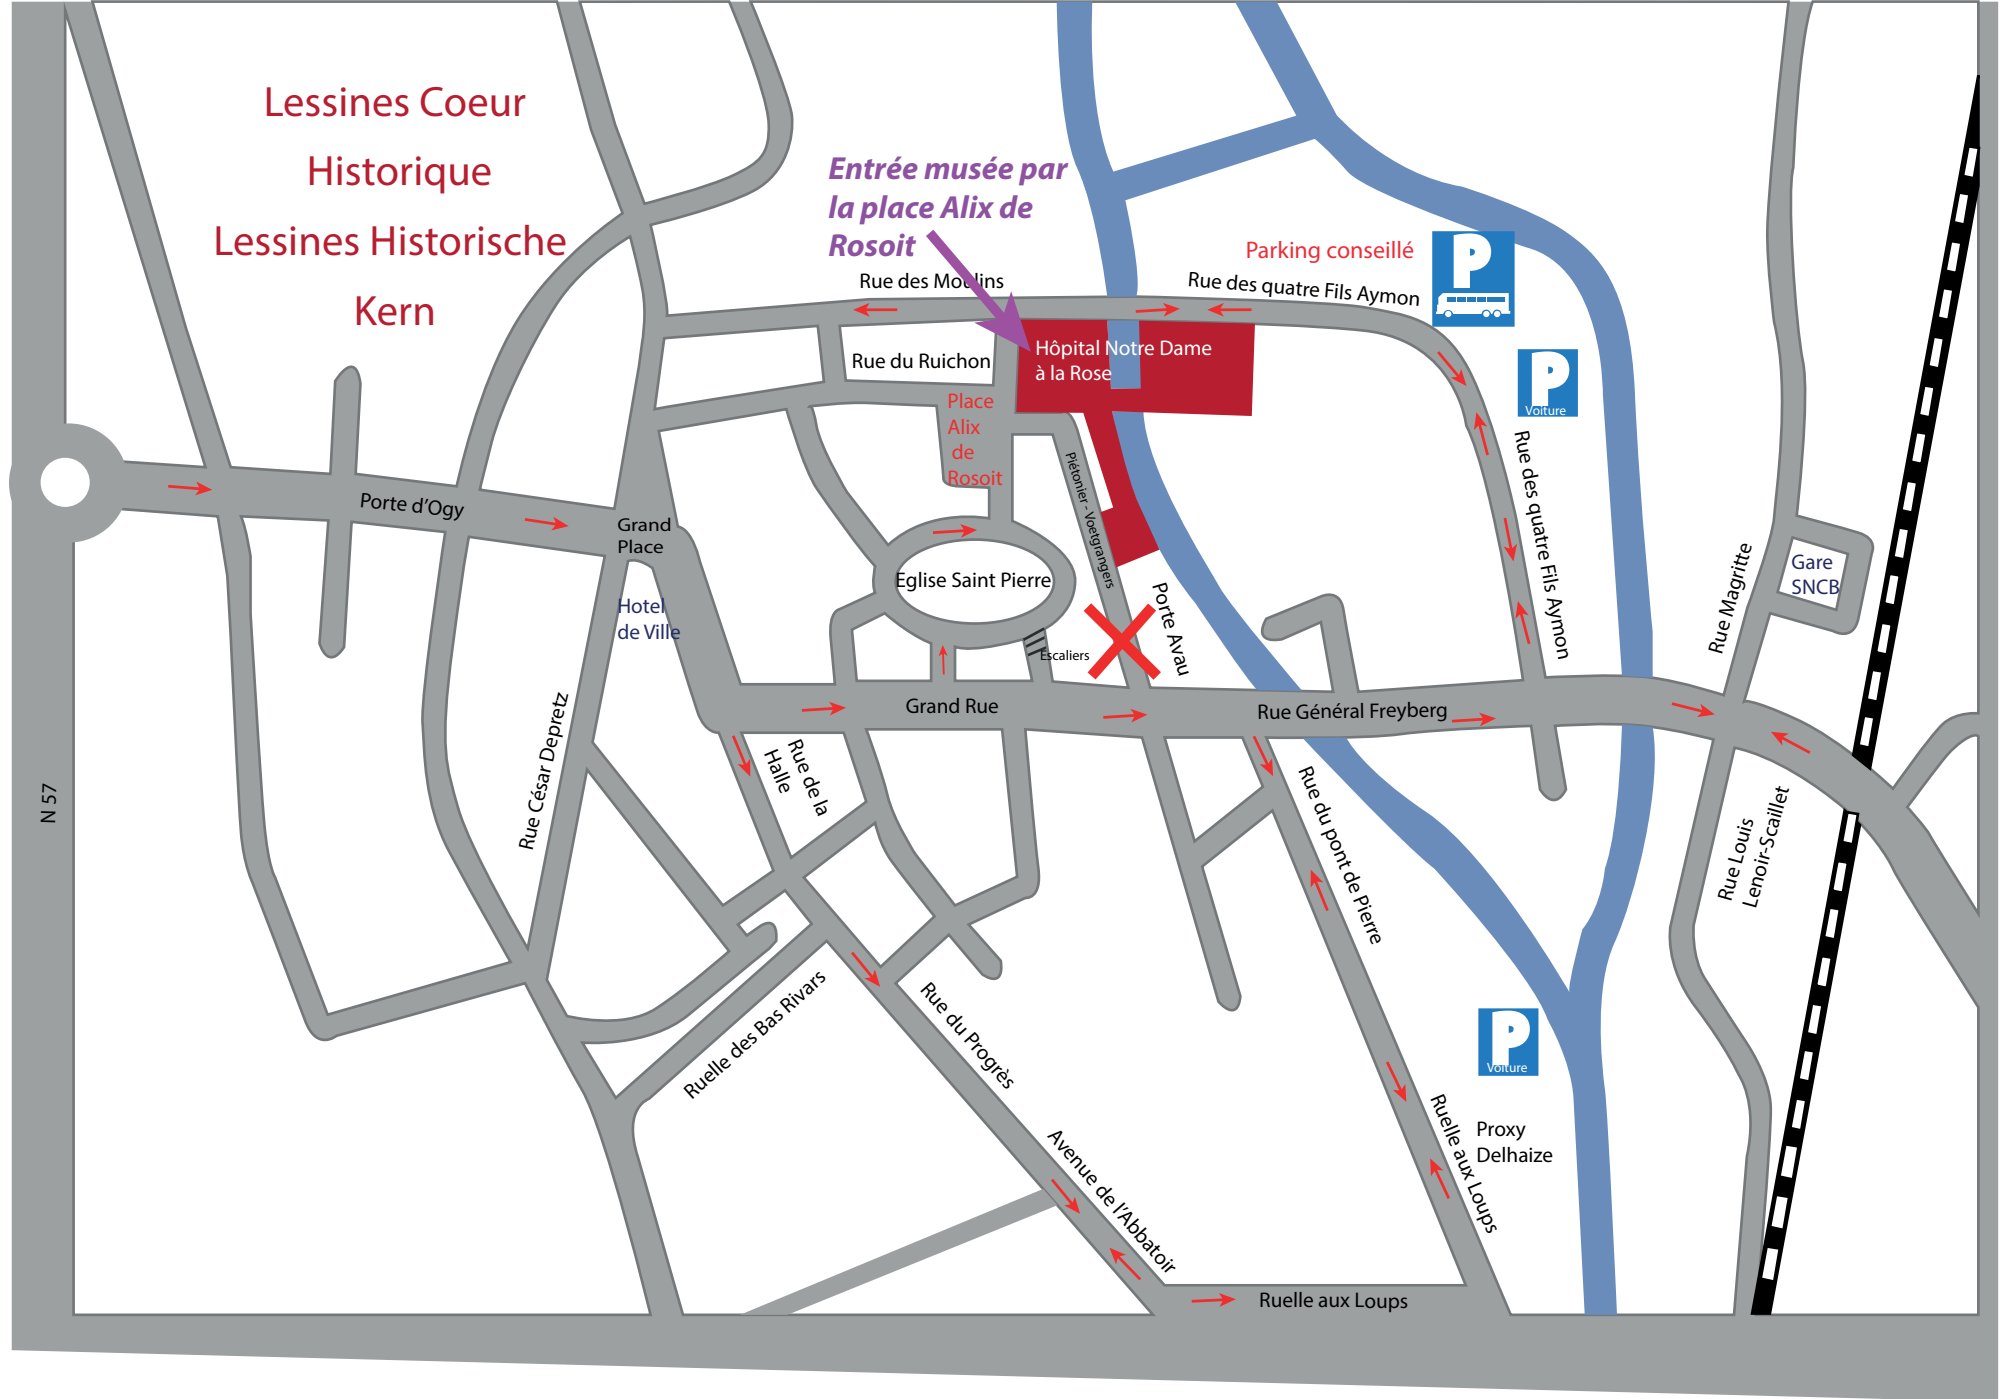 Lessines Coeur
Historique
Lessines Historische
Kern
Entrée musée par
la place Alix de
Rosoit
Parking conseillé
P
Rue des Moulins
Rue des quatre Fils Aymon
Hôpital Notre Dame
à la Rose
Rue du Ruichon
P
Voiture
Place
Alix
de
Rosoit
Piétonier - Voetgrangers
Rue des quatre Fils Aymon
Porte d'Ogy
Grand
Place
Eglise Saint Pierre
Gare
SNCB
Rue Magritte
Hotel
de Ville
Porte Avau
Escaliers
Grand Rue
Rue Général Freyberg
Rue César Depretz
Rue de la
Halle
N 57
Rue du pont de Pierre
Rue Louis
Lenoir-Scaillet
Ruelle des Bas Rivars
Rue du Progrès
P
Voiture
Proxy
Delhaize
Ruelle aux Loups
Avenue de l'Abbatoir
Ruelle aux Loups